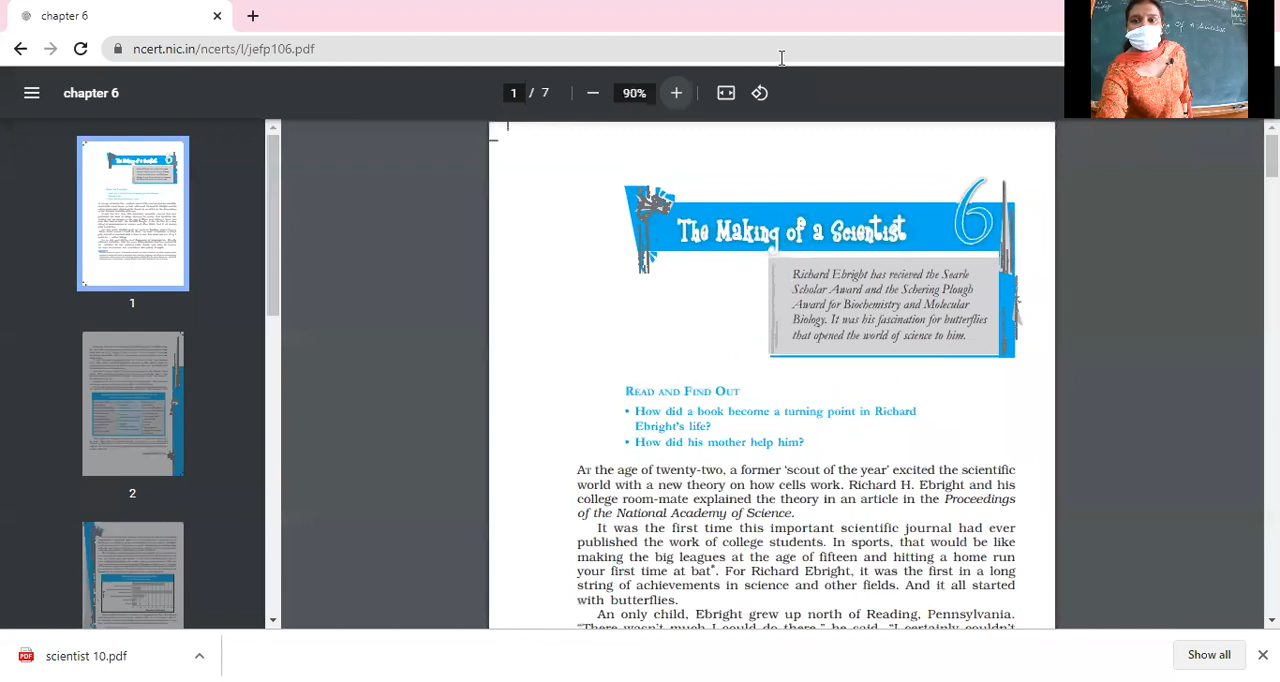 chapter 6
ncert.nic.in/ncerts/l/jefp106.pdf
chapter 6
1 / 7
90%
The Making of a Scientist
6
Richard Ebright has recieved the Searle
Scholar Award and the Schering Plough
Award for Biochemistry and Molecular
Biology. It was his fascination for butterflies
that opened the world of science to him.
READ AND FIND OUT
• How did a book become a turning point in Richard
Ebright's life?
• How did his mother help him?
AT the age of twenty-two, a former 'scout of the year' excited the scientific
world with a new theory on how cells work. Richard H. Ebright and his
college room-mate explained the theory in an article in the Proceedings
of the National Academy of Science.
It was the first time this important scientific journal had ever
published the work of college students. In sports, that would be like
making the big leagues at the age of fifteen and hitting a home run
your first time at bat*. For Richard Ebright, it was the first in a long
string of achievements in science and other fields. And it all started
with butterflies.
An only child, Ebright grew up north of Reading, Pennsylvania.
"There wasn't much I could do there," he said. "I certainly couldn't
The Making of a Scientist
1
2
scientist 10.pdf
Show all